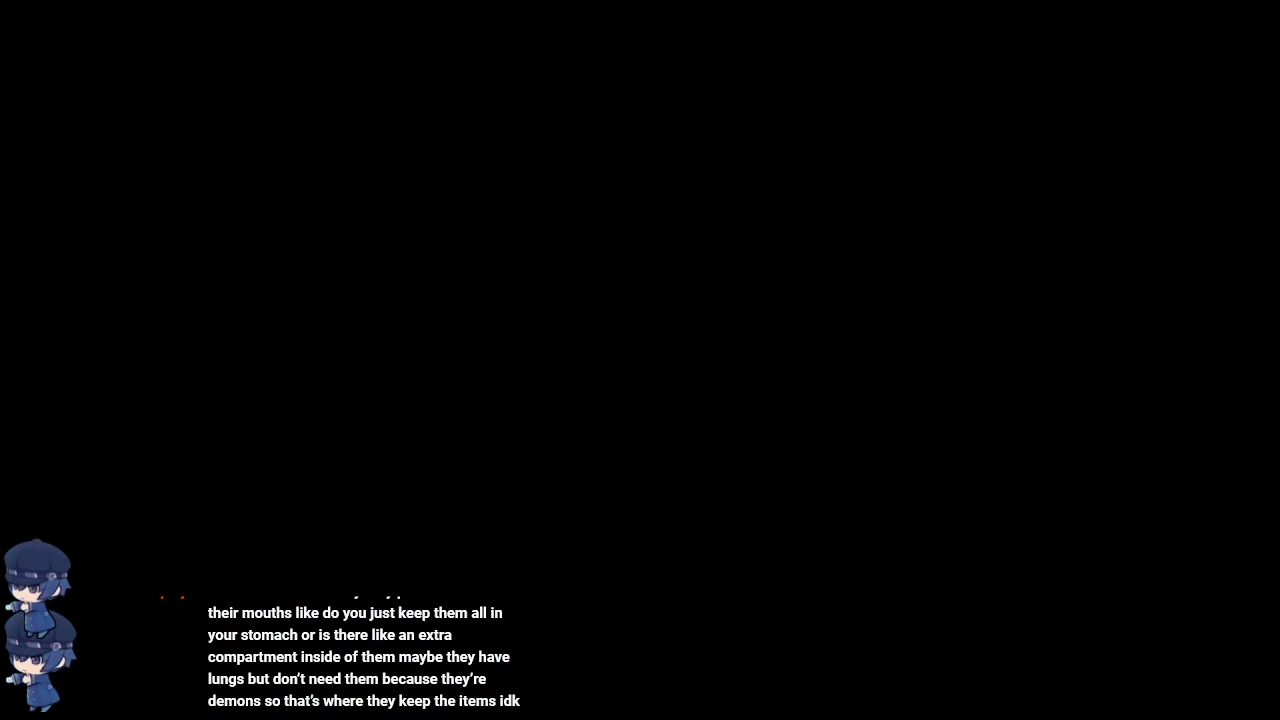 their mouths like do you just keep them all in
your stomach or is there like an extra
compartment inside of them maybe they have
lungs but don’t need them because they’re
demons so that’s where they keep the items idk